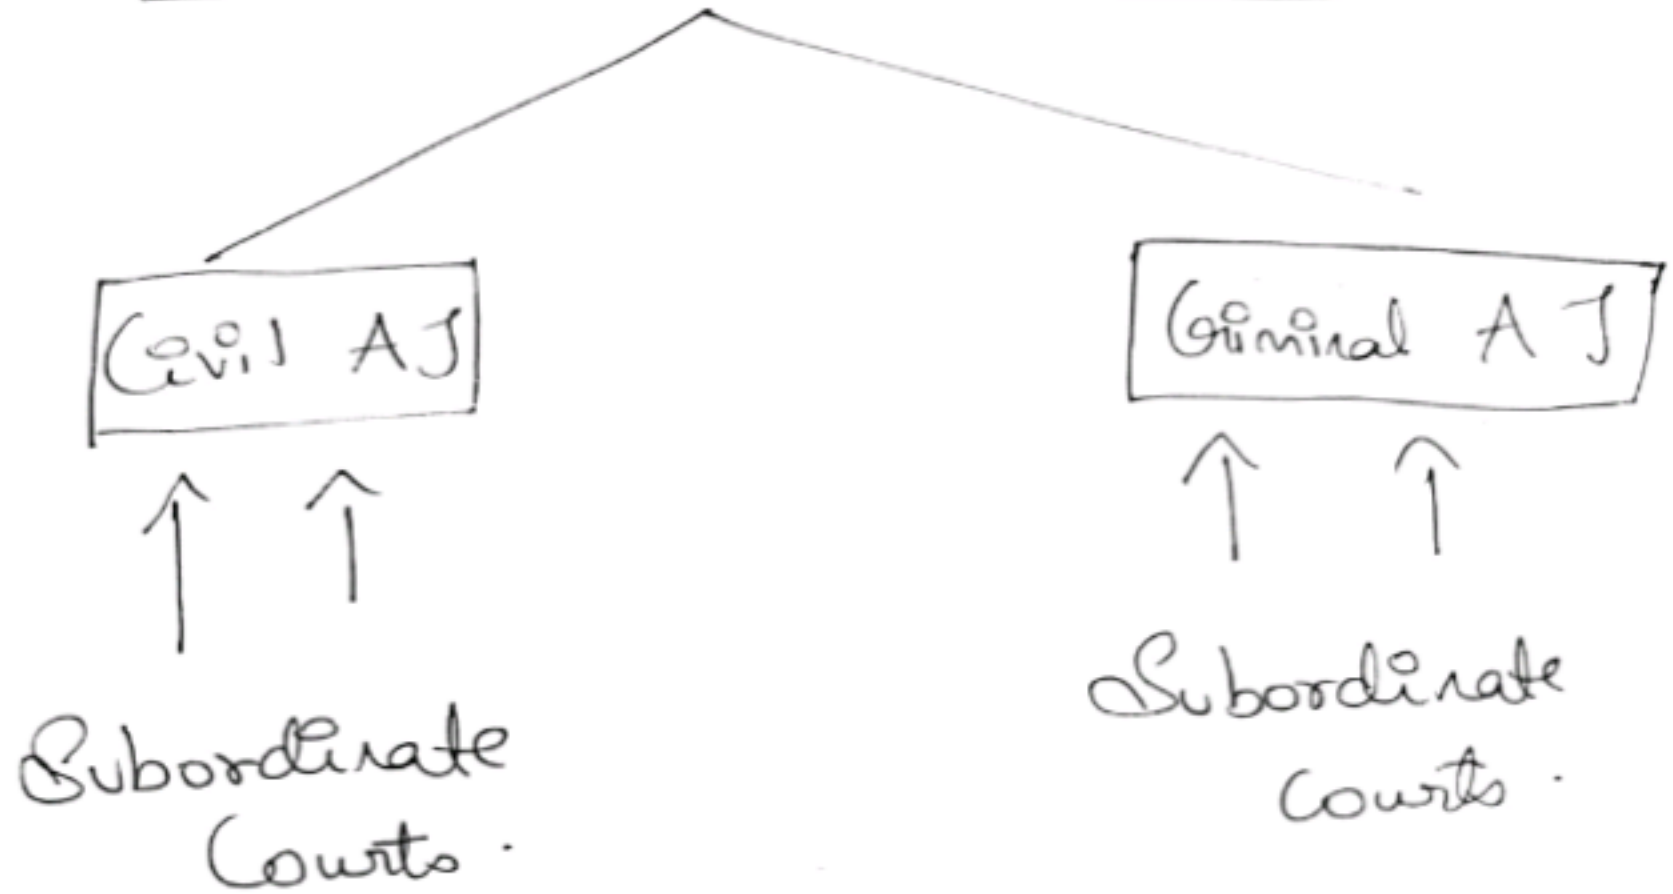 Civil AJ
Criminal AJ
Subordinate
Courts.
Subordinate
Courts.